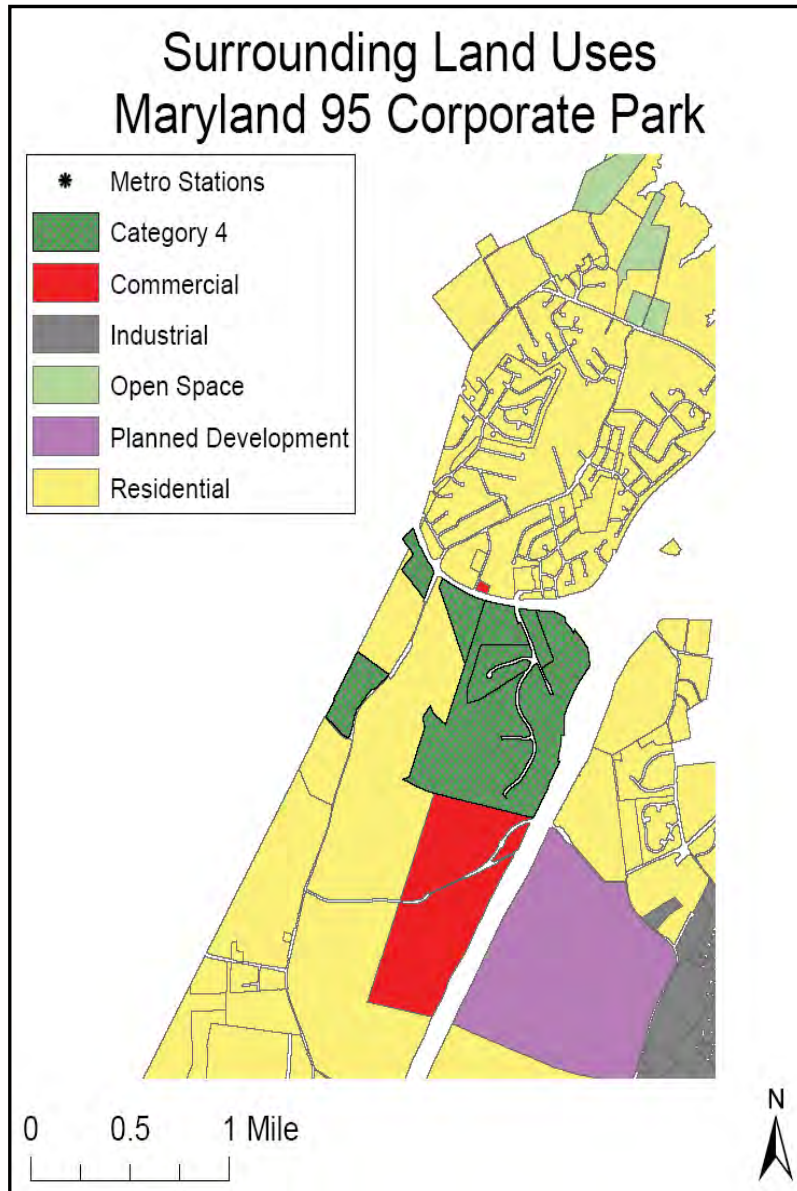 Surrounding Land Uses
Maryland 95 Corporate Park
Metro Stations
Category 4
Commercial
Industrial
Open Space
Planned Development
Residential
0 0.5 1 Mile
N